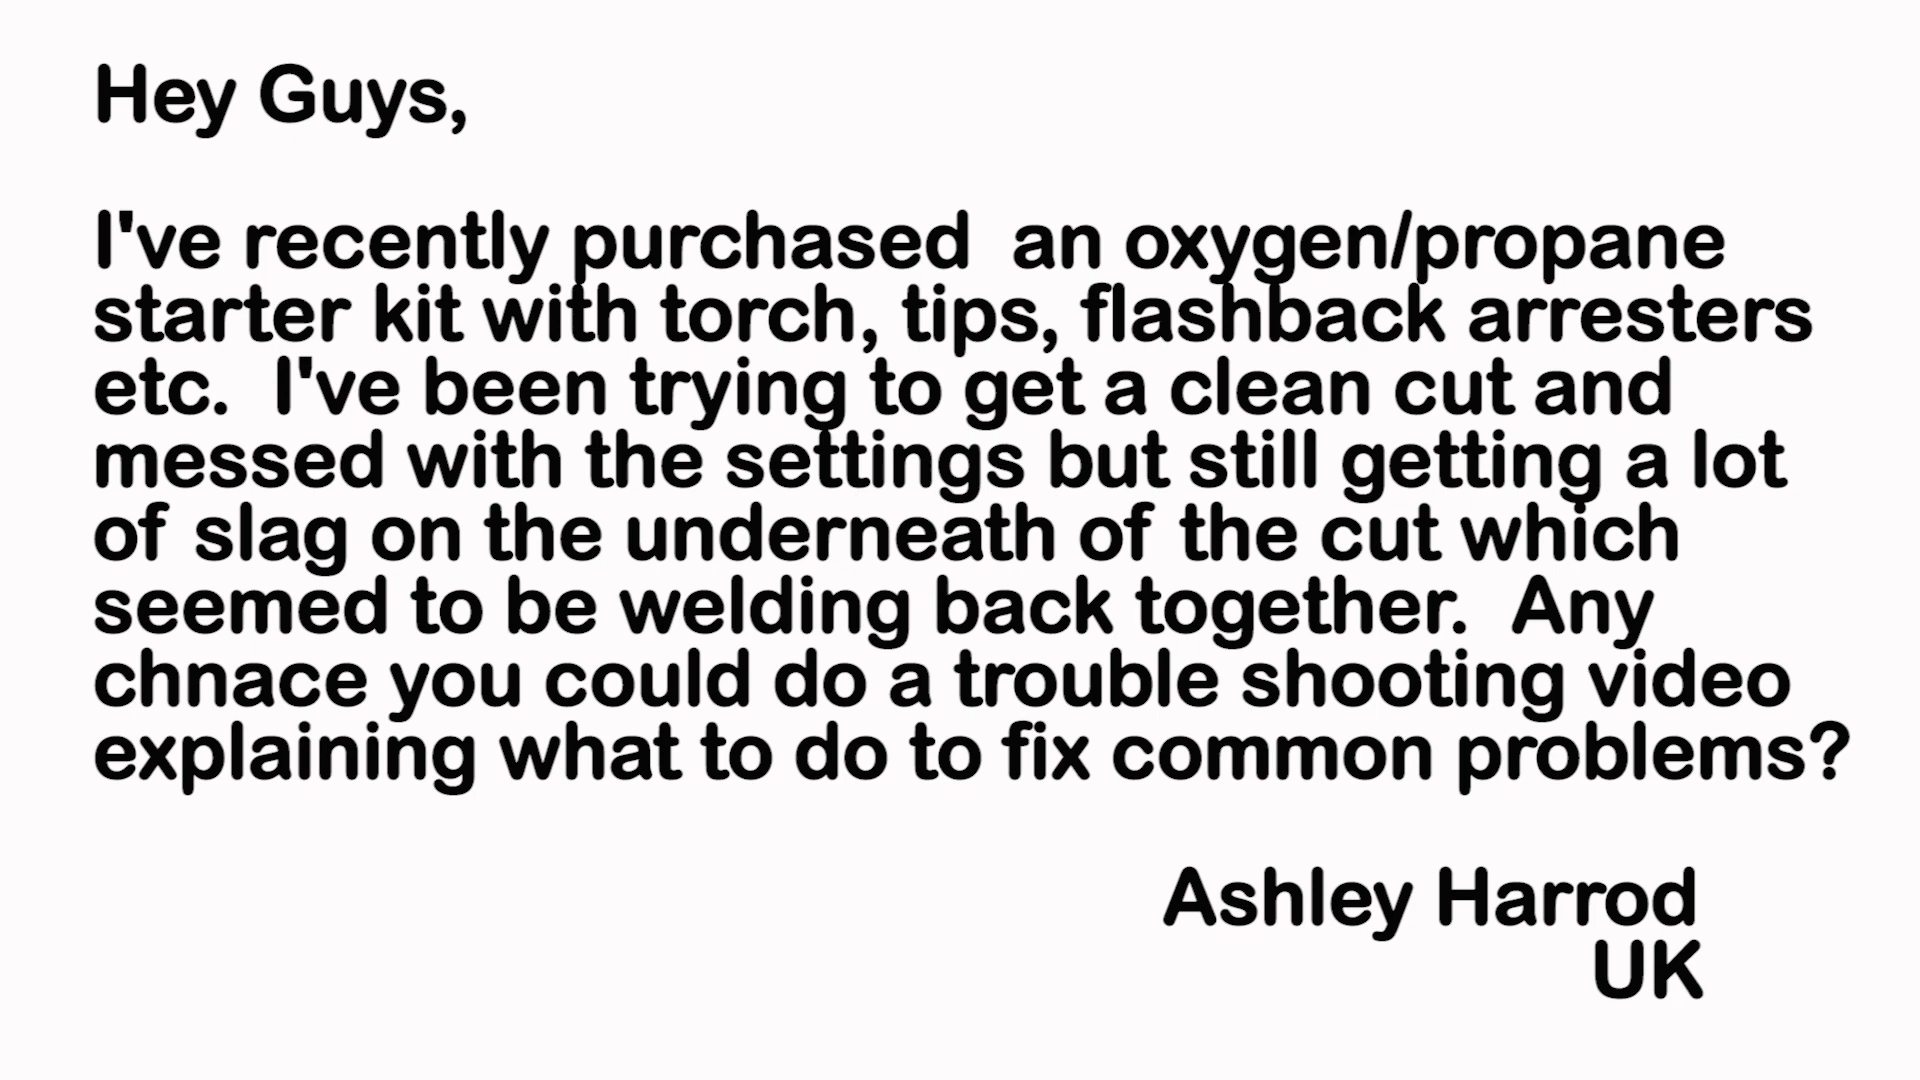 Hey Guys,
I've recently purchased  an oxygen/propane
starter kit with torch, tips, flashback arresters
etc.  I've been trying to get a clean cut and
messed with the settings but still getting a lot
of slag on the underneath of the cut which
seemed to be welding back together.  Any
chnace you could do a trouble shooting video
explaining what to do to fix common problems?
Ashley Harrod
UK